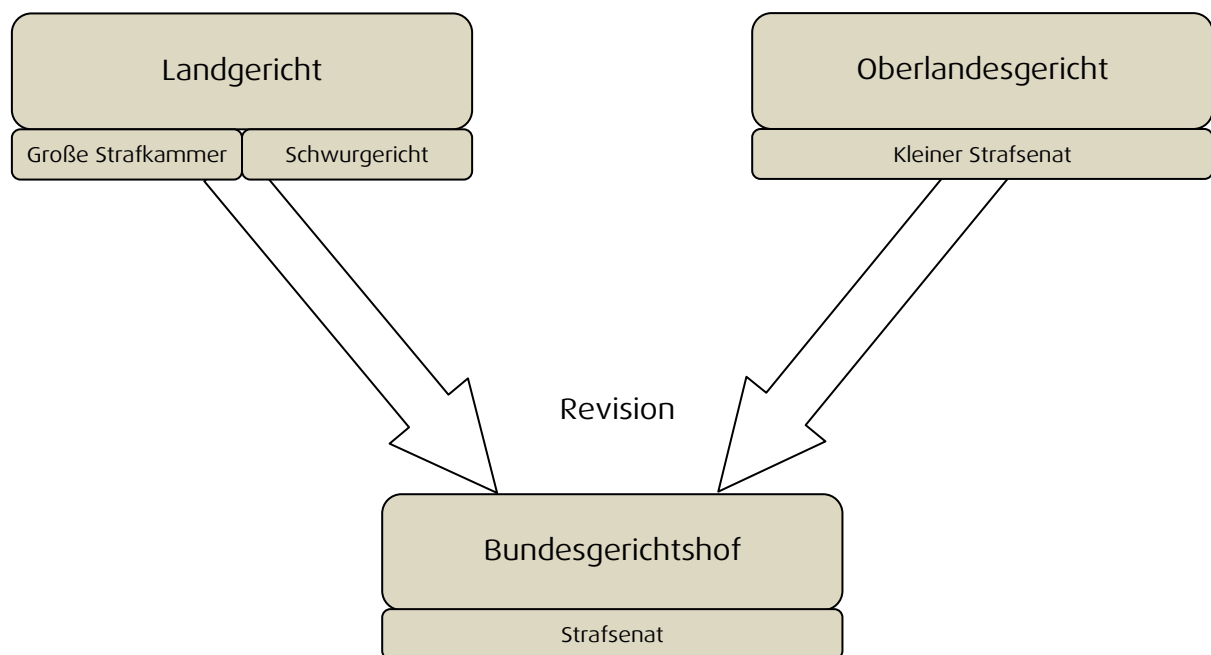 Landgericht
Oberlandesgericht
Große Strafkammer
Schwurgericht
Kleiner Strafsenat
Revision
Bundesgerichtshof
Strafsenat